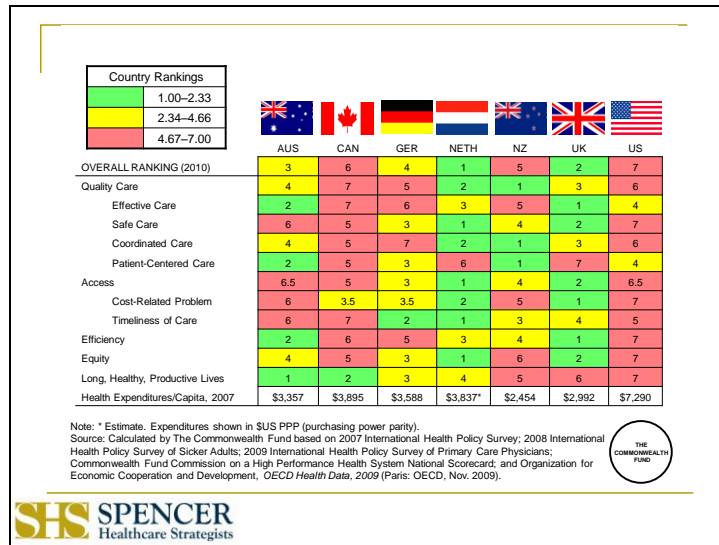 Country Rankings
1.00–2.33
2.34–4.66
4.67–7.00
AUS CAN GER NETH NZ UK US
OVERALL RANKING (2010) 3 6 4 1 5 2 7
Quality Care 4 7 5 2 1 3 6
Effective Care 2 7 6 3 5 1 4
Safe Care 6 5 3 1 4 2 7
Coordinated Care 4 5 7 2 1 3 6
Patient-Centered Care 2 5 3 6 1 7 4
Access 6.5 5 3 1 4 2 6.5
Cost-Related Problem 6 3.5 3.5 2 5 1 7
Timeliness of Care 6 7 2 1 3 4 5
Efficiency 2 6 5 3 4 1 7
Equity 4 5 3 1 6 2 7
Long, Healthy, Productive Lives 1 2 3 4 5 6 7
Health Expenditures/Capita, 2007 $3,357 $3,895 $3,588 $3,837* $2,454 $2,992 $7,290
Note: * Estimate. Expenditures shown in $US PPP (purchasing power parity).
Source: Calculated by The Commonwealth Fund based on 2007 International Health Policy Survey; 2008 International
Health Policy Survey of Sicker Adults; 2009 International Health Policy Survey of Primary Care Physicians;
Commonwealth Fund Commission on a High Performance Health System National Scorecard; and Organization for
Economic Cooperation and Development, OECD Health Data, 2009 (Paris: OECD, Nov. 2009).
THE
COMMONWEALTH
FUND
SHS SPENCER
Healthcare Strategists